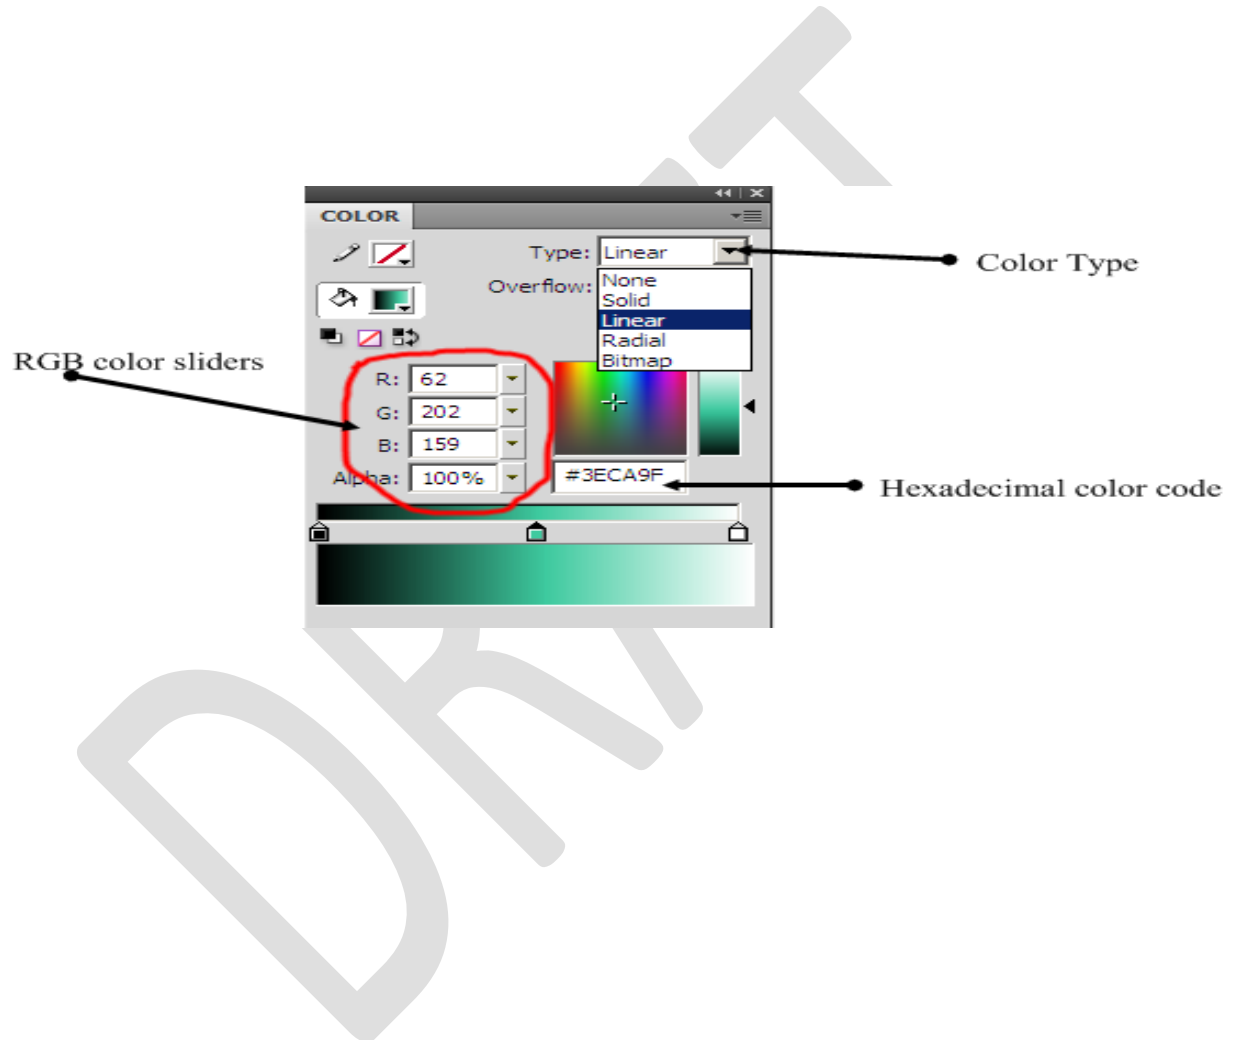 COLOR
Type: Linear
Color Type
Overflow:
None
Solid
Linear
Radial
Bitmap
RGB color sliders
R: 62
G: 202
B: 159
Alpha: 100%
#3ECA9F
Hexadecimal color code
DRAFT